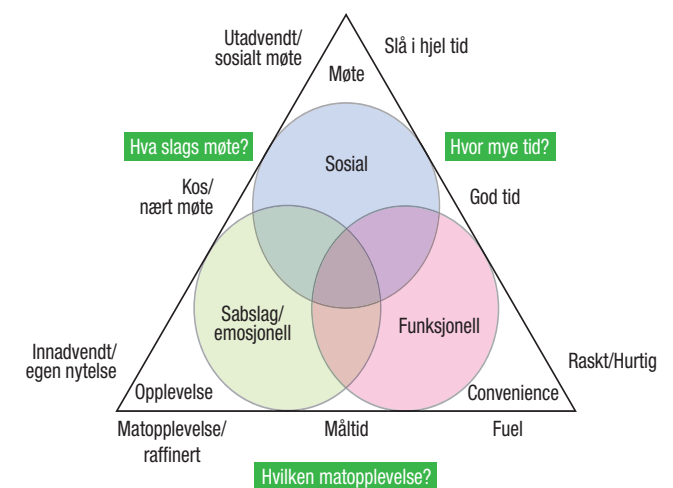 Utadvendt/
sosialt møte
Slå i hjel tid
Møte
Hva slags møte?
Hvor mye tid?
Sosial
Kos/
nært møte
God tid
Sabslag/
emosjonell
Funksjonell
Innadvendt/
egen nytelse
Raskt/Hurtig
Opplevelse
Convenience
Matopplevelse/
raffinert
Måltid
Fuel
Hvilken matopplevelse?